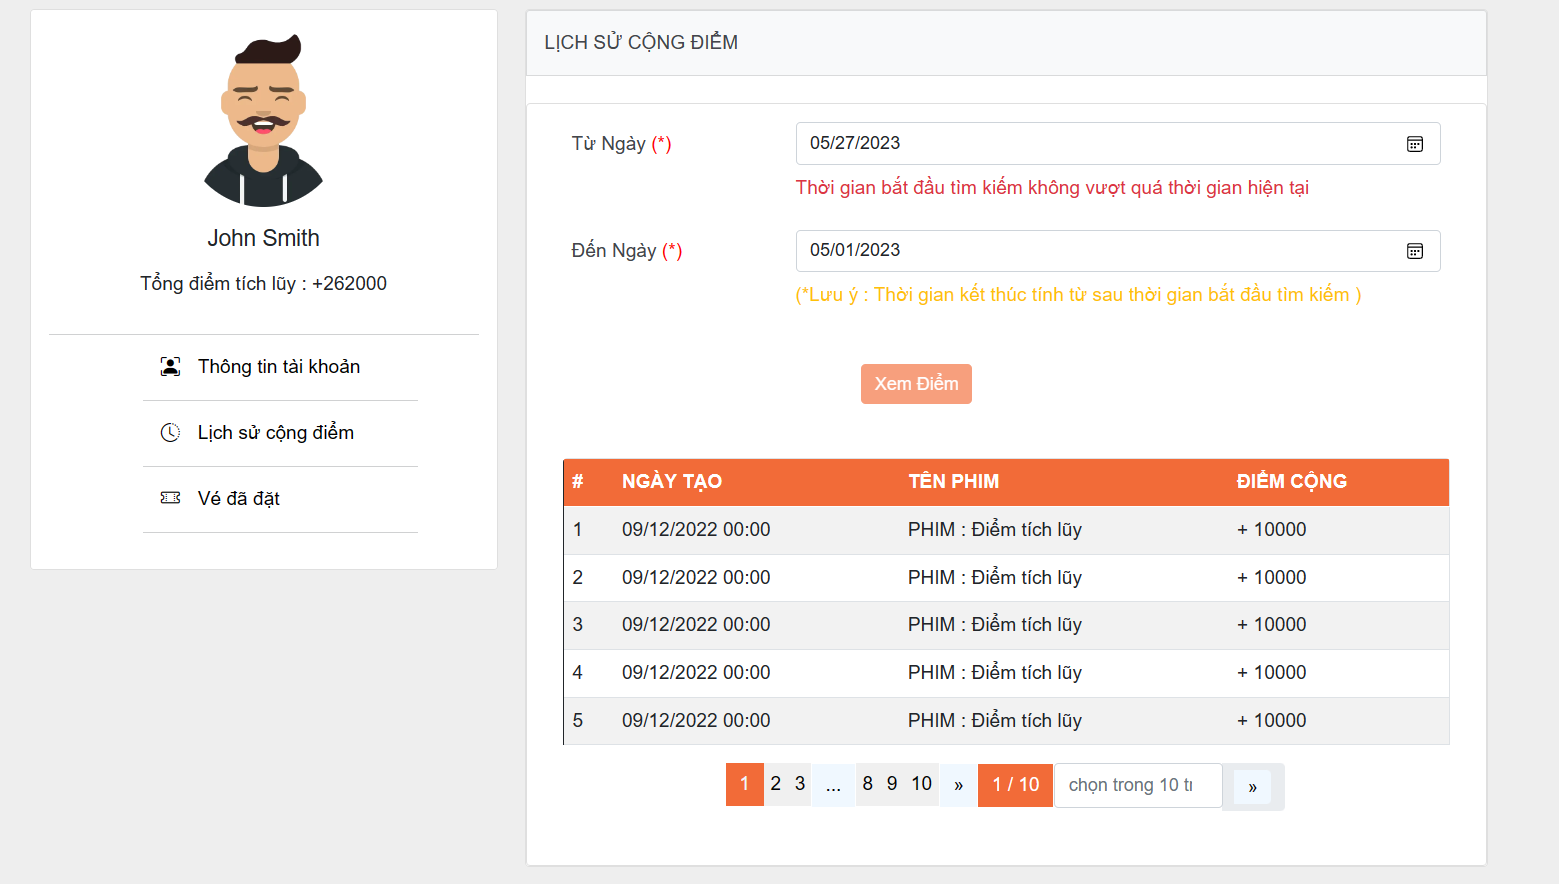 John Smith
Tổng điểm tích lũy : +262000
Thông tin tài khoản
Lịch sử cộng điểm
Vé đã đặt
LỊCH SỬ CỘNG ĐIỂM
Từ Ngày (*)
05/27/2023
Thời gian bắt đầu tìm kiếm không vượt quá thời gian hiện tại
Đến Ngày (*)
05/01/2023
(*Lưu ý : Thời gian kết thúc tính từ sau thời gian bắt đầu tìm kiếm )
Xem Điểm
# NGÀY TẠO TÊN PHIM ĐIỂM CỘNG
1 09/12/2022 00:00 PHIM : Điểm tích lũy + 10000
2 09/12/2022 00:00 PHIM : Điểm tích lũy + 10000
3 09/12/2022 00:00 PHIM : Điểm tích lũy + 10000
4 09/12/2022 00:00 PHIM : Điểm tích lũy + 10000
5 09/12/2022 00:00 PHIM : Điểm tích lũy + 10000
1 2 3 ... 8 9 10 » 1 / 10 chọn trong 10 »